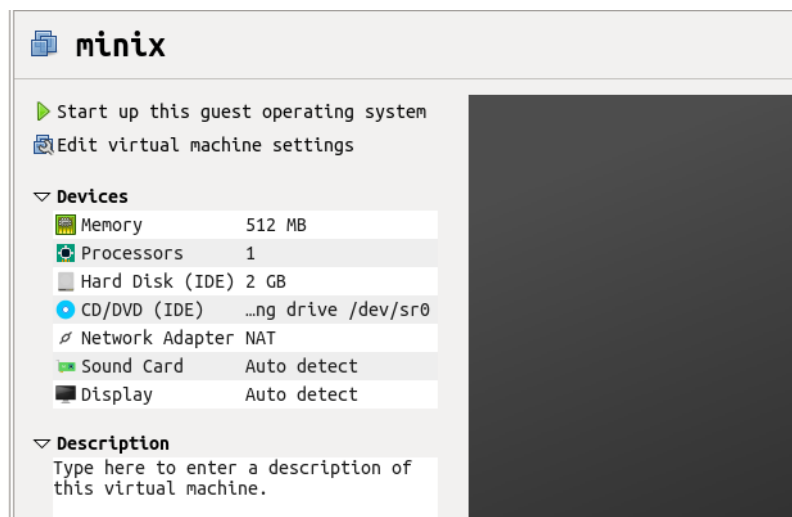 minix
Start up this guest operating system
Edit virtual machine settings
Devices
Memory 512 MB
Processors 1
Hard Disk (IDE) 2 GB
CD/DVD (IDE) …ng drive /dev/sr0
Network Adapter NAT
Sound Card Auto detect
Display Auto detect
Description
Type here to enter a description of
this virtual machine.